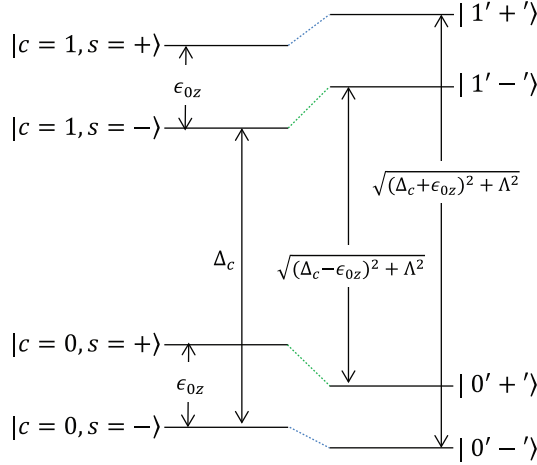 |c = 1, s = +⟩
|c = 1, s = −⟩
|c = 0, s = +⟩
|c = 0, s = −⟩
ϵ₀z
ϵ₀z
Δc
√(Δc−ϵ₀z)² + Λ²
√(Δc+ϵ₀z)² + Λ²
| 1′ +′⟩
| 1′ −′⟩
| 0′ +′⟩
| 0′ −′⟩